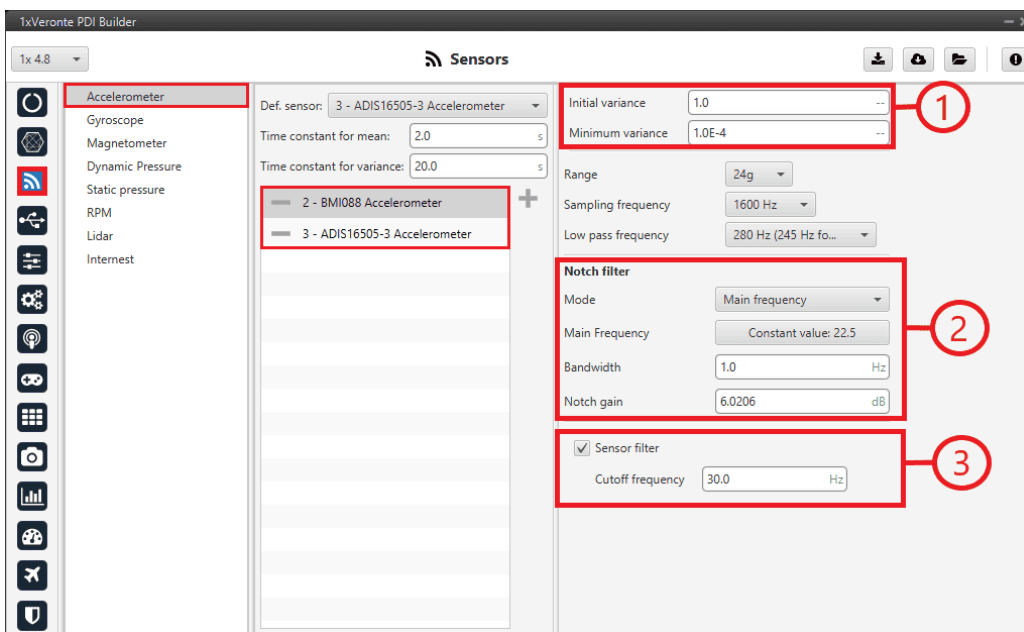 1xVeronte PDI Builder
1x 4.8
Sensors
Accelerometer
Gyroscope
Magnetometer
Dynamic Pressure
Static pressure
RPM
Lidar
Internest
Def. sensor: 3 - ADIS16505-3 Accelerometer
Time constant for mean: 2.0 s
Time constant for variance: 20.0 s
2 - BMI088 Accelerometer
3 - ADIS16505-3 Accelerometer
Initial variance 1.0 --
Minimum variance 1.0E-4 --
1
Range 24g
Sampling frequency 1600 Hz
Low pass frequency 280 Hz (245 Hz fo...
Notch filter
Mode Main frequency
Main Frequency Constant value: 22.5
2
Bandwidth 1.0 Hz
Notch gain 6.0206 dB
Sensor filter
3
Cutoff frequency 30.0 Hz